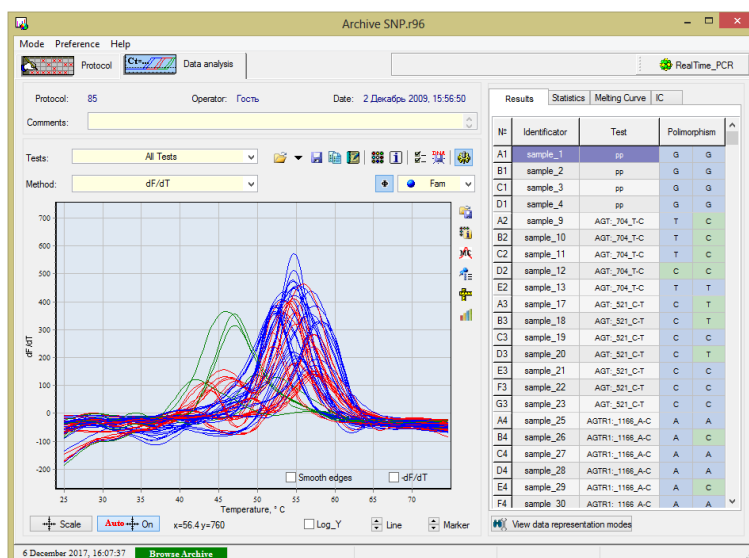 Archive SNP.r96
Mode Preference Help
Protocol
Ct=...
Data analysis
RealTime_PCR
Protocol: 85 Operator: Гость Date: 2 Декабрь 2009, 15:56:50
Comments:
Tests: All Tests
Method: dF/dT
Fam
700
600
500
400
300
200
100
0
-100
-200
dF/dT
25 30 35 40 45 50 55 60 65 70
Temperature, ° C
Smooth edges
-dF/dT
Scale
Auto On
x=56.4 y=760
Log_Y
Line
Marker
Results Statistics Melting Curve IC
Nº Identificator Test Polimorphism
A1 sample_1 pp G G
B1 sample_2 pp G G
C1 sample_3 pp G G
D1 sample_4 pp G G
A2 sample_9 AGT:_704_T-C T C
B2 sample_10 AGT:_704_T-C T C
C2 sample_11 AGT:_704_T-C T C
D2 sample_12 AGT:_704_T-C C C
E2 sample_13 AGT:_704_T-C T T
A3 sample_17 AGT:_521_C-T C T
B3 sample_18 AGT:_521_C-T C T
C3 sample_19 AGT:_521_C-T C C
D3 sample_20 AGT:_521_C-T C T
E3 sample_21 AGT:_521_C-T C C
F3 sample_22 AGT:_521_C-T C C
G3 sample_23 AGT:_521_C-T C C
A4 sample_25 AGTR1:_1166_A-C A A
B4 sample_26 AGTR1:_1166_A-C A C
C4 sample_27 AGTR1:_1166_A-C A A
D4 sample_28 AGTR1:_1166_A-C A A
E4 sample_29 AGTR1:_1166_A-C A C
F4 sample_30 AGTR1:_1166_A-C A A
View data representation modes
6 December 2017, 16:07:37 Browse Archive